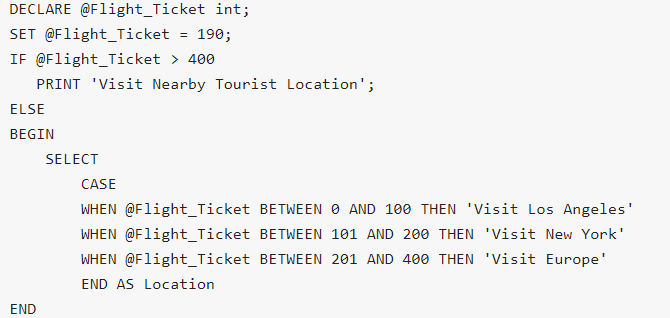 DECLARE @Flight_Ticket int;
SET @Flight_Ticket = 190;
IF @Flight_Ticket > 400
   PRINT 'Visit Nearby Tourist Location';
ELSE
BEGIN
    SELECT
        CASE
        WHEN @Flight_Ticket BETWEEN 0 AND 100 THEN 'Visit Los Angeles'
        WHEN @Flight_Ticket BETWEEN 101 AND 200 THEN 'Visit New York'
        WHEN @Flight_Ticket BETWEEN 201 AND 400 THEN 'Visit Europe'
        END AS Location
END